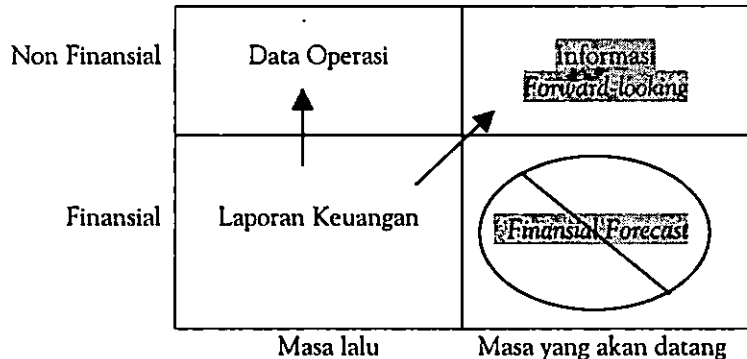 Non Finansial
Data Operasi
Informasi
Forward-looking
Finansial
Laporan Keuangan
Finansial Forecast
Masa lalu
Masa yang akan datang